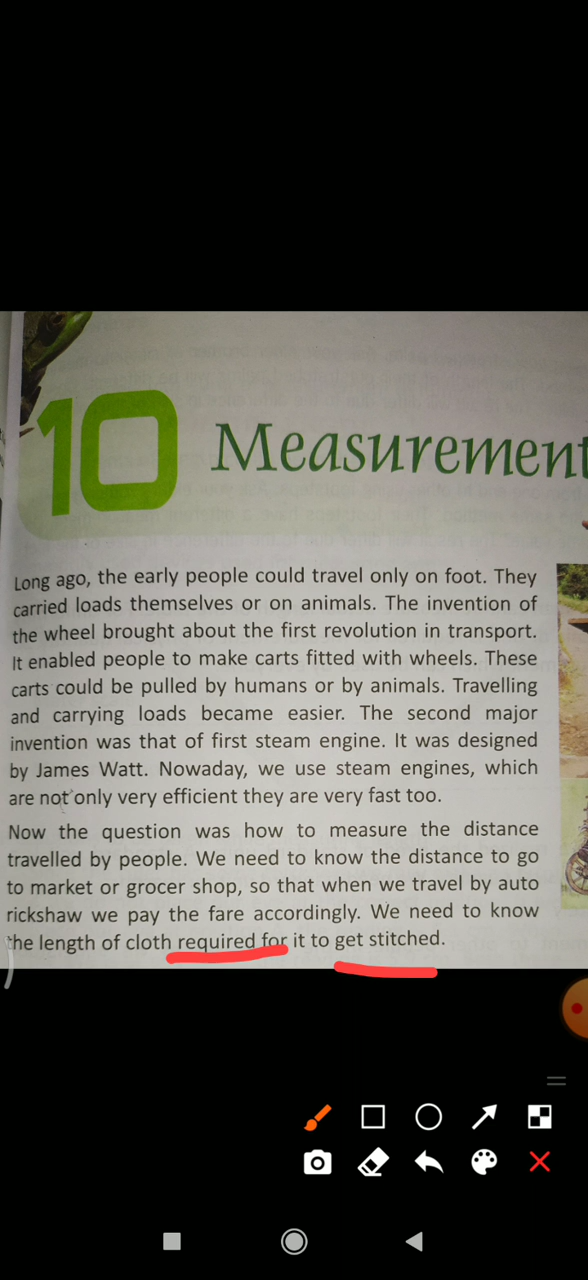 10 Measurement
Long ago, the early people could travel only on foot. They
carried loads themselves or on animals. The invention of
the wheel brought about the first revolution in transport.
It enabled people to make carts fitted with wheels. These
carts could be pulled by humans or by animals. Travelling
and carrying loads became easier. The second major
invention was that of first steam engine. It was designed
by James Watt. Nowaday, we use steam engines, which
are not only very efficient they are very fast too.
Now the question was how to measure the distance
travelled by people. We need to know the distance to go
to market or grocer shop, so that when we travel by auto
rickshaw we pay the fare accordingly. We need to know
the length of cloth required for it to get stitched.